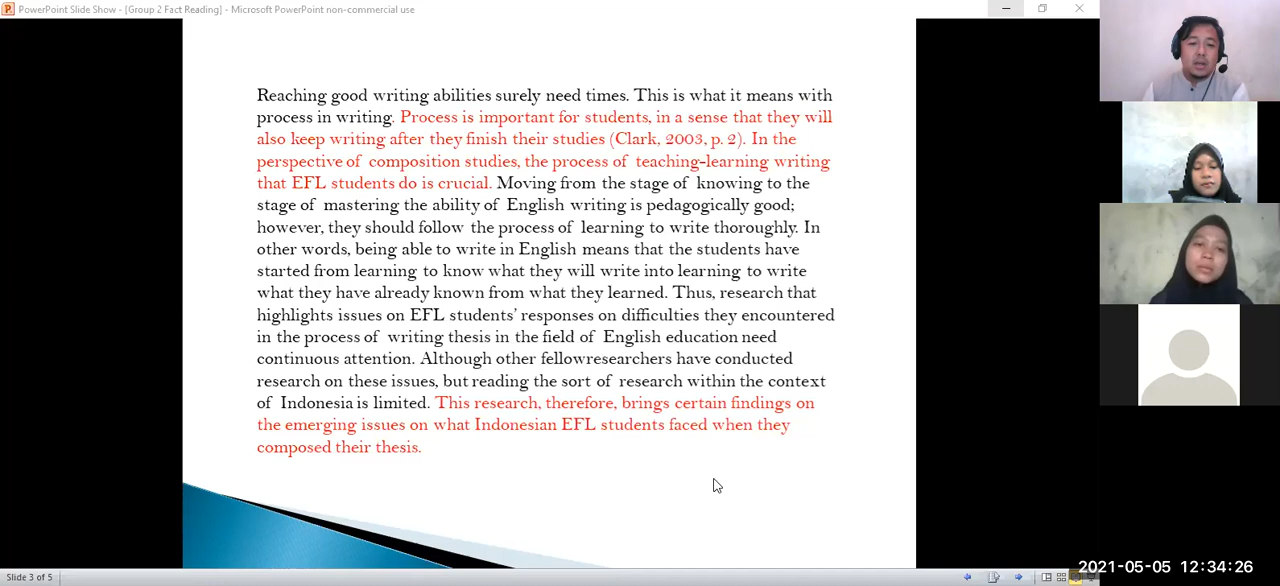 PowerPoint Slide Show - [Group 2 Fact Reading] - Microsoft PowerPoint non-commercial use
Reaching good writing abilities surely need times. This is what it means with
process in writing. Process is important for students, in a sense that they will
also keep writing after they finish their studies (Clark, 2003, p. 2). In the
perspective of composition studies, the process of teaching-learning writing
that EFL students do is crucial. Moving from the stage of knowing to the
stage of mastering the ability of English writing is pedagogically good;
however, they should follow the process of learning to write thoroughly. In
other words, being able to write in English means that the students have
started from learning to know what they will write into learning to write
what they have already known from what they learned. Thus, research that
highlights issues on EFL students' responses on difficulties they encountered
in the process of writing thesis in the field of English education need
continuous attention. Although other fellowresearchers have conducted
research on these issues, but reading the sort of research within the context
of Indonesia is limited. This research, therefore, brings certain findings on
the emerging issues on what Indonesian EFL students faced when they
composed their thesis.
2021-05-05 12:34:26
Slide 3 of 5